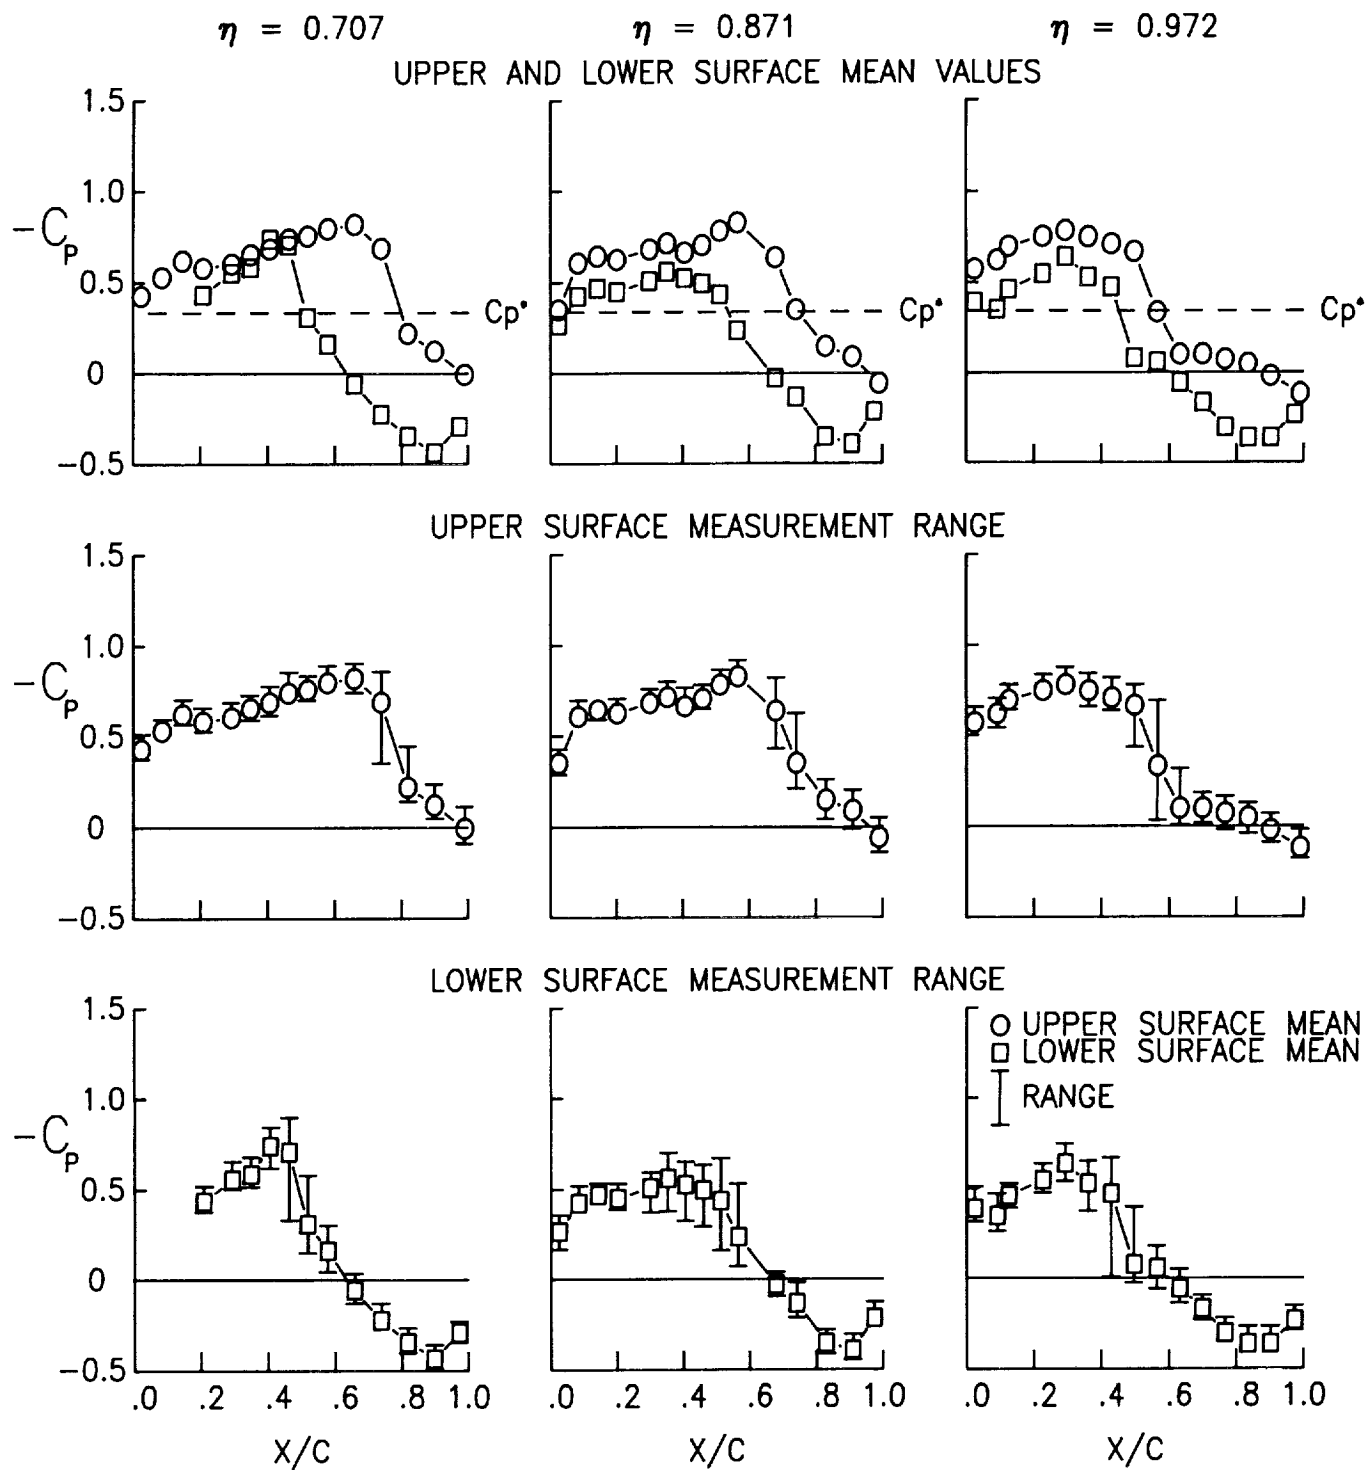 η = 0.707 η = 0.871 η = 0.972
UPPER AND LOWER SURFACE MEAN VALUES
1.5
1.0
-Cp
0.5
Cp* Cp* Cp*
0
-0.5
UPPER SURFACE MEASUREMENT RANGE
1.5
1.0
-Cp
0.5
0
-0.5
LOWER SURFACE MEASUREMENT RANGE
1.5
UPPER SURFACE MEAN
LOWER SURFACE MEAN
RANGE
1.0
-Cp
0.5
0
-0.5
.0 .2 .4 .6 .8 1.0 .0 .2 .4 .6 .8 1.0 .0 .2 .4 .6 .8 1.0
X/C X/C X/C